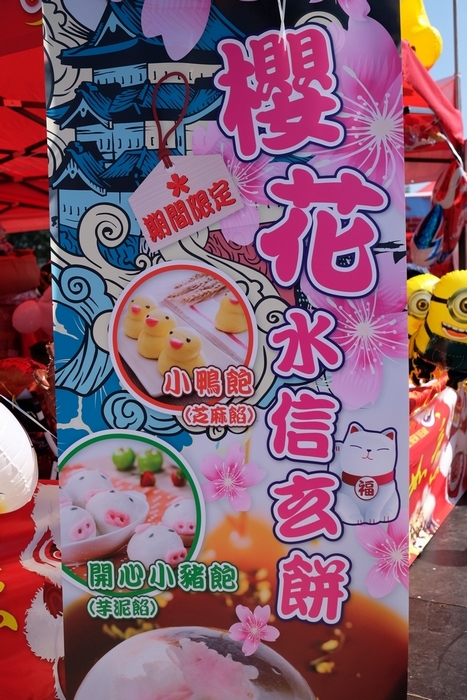 櫻花水信玄餅
期間限定
小鴨飽
(芝麻餡)
福
開心小豬飽
(芋泥餡)